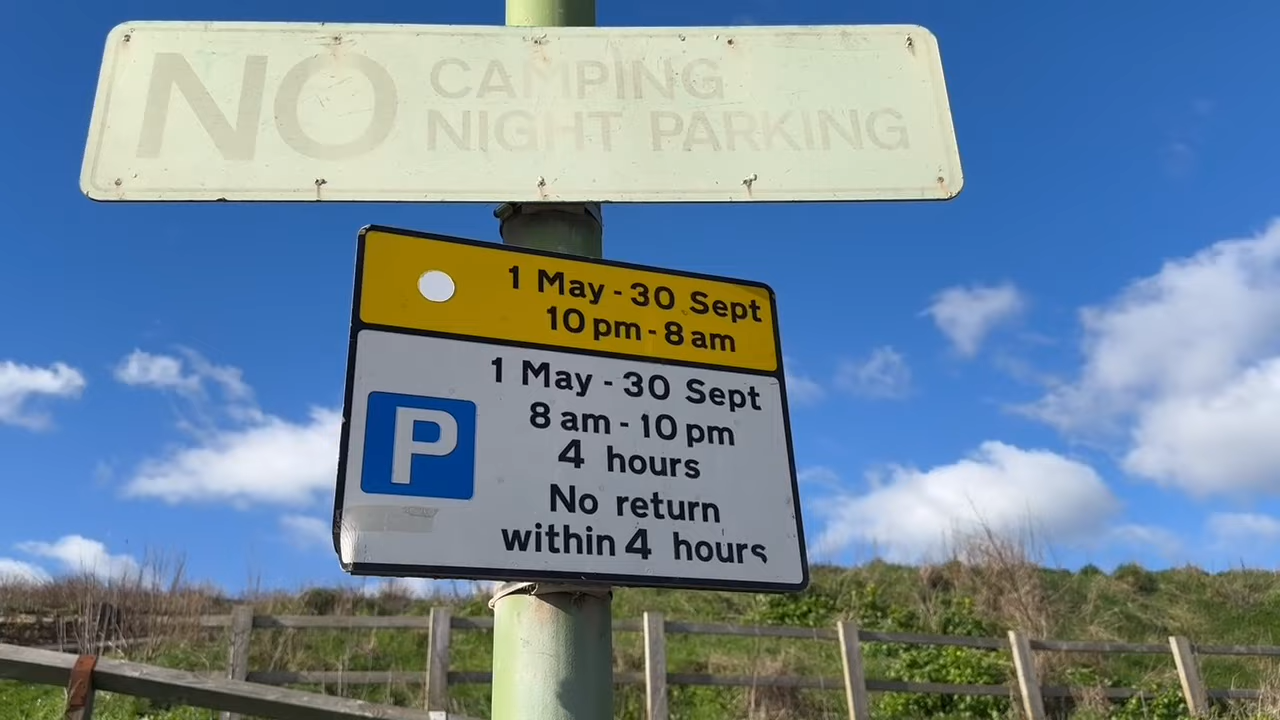 NO CAMPING
NIGHT PARKING
1 May - 30 Sept
10 pm - 8 am
1 May - 30 Sept
8 am - 10 pm
P
4 hours
No return
within 4 hours